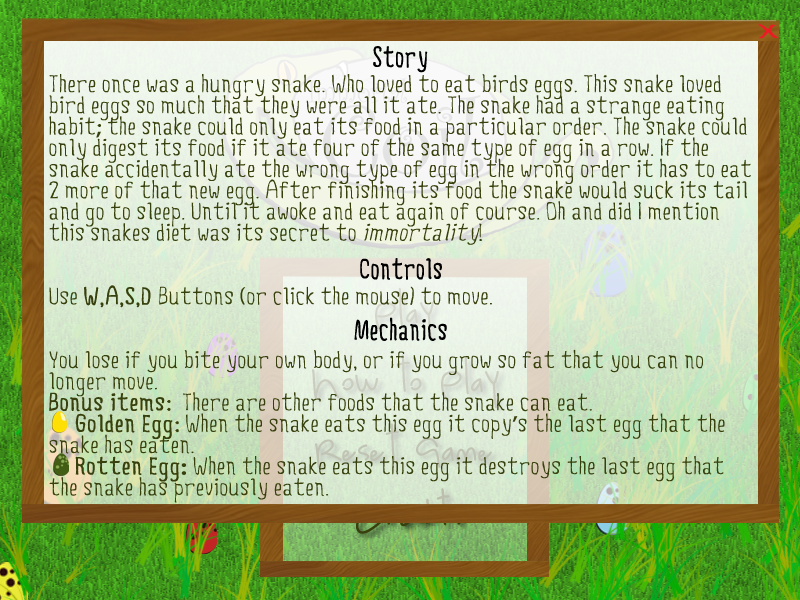 Story
There once was a hungry snake. Who loved to eat birds eggs. This snake loved
bird eggs so much that they were all it ate. The snake had a strange eating
habit; the snake could only eat its food in a particular order. The snake could
only digest its food if it ate four of the same type of egg in a row. If the
snake accidentally ate the wrong type of egg in the wrong order it has to eat
2 more of that new egg. After finishing its food the snake would suck its tail
and go to sleep. Until it awoke and eat again of course. Oh and did I mention
this snakes diet was its secret to immortality!
Controls
Use W,A,S,D Buttons (or click the mouse) to move.
Play
Mechanics
You lose if you bite your own body, or if you grow so fat that you can no
longer move.
How To Play
Bonus items: There are other foods that the snake can eat.
Golden Egg: When the snake eats this egg it copy's the last egg that the
snake has eaten.
Reset Game
Rotten Egg: When the snake eats this egg it destroys the last egg that
the snake has previously eaten.